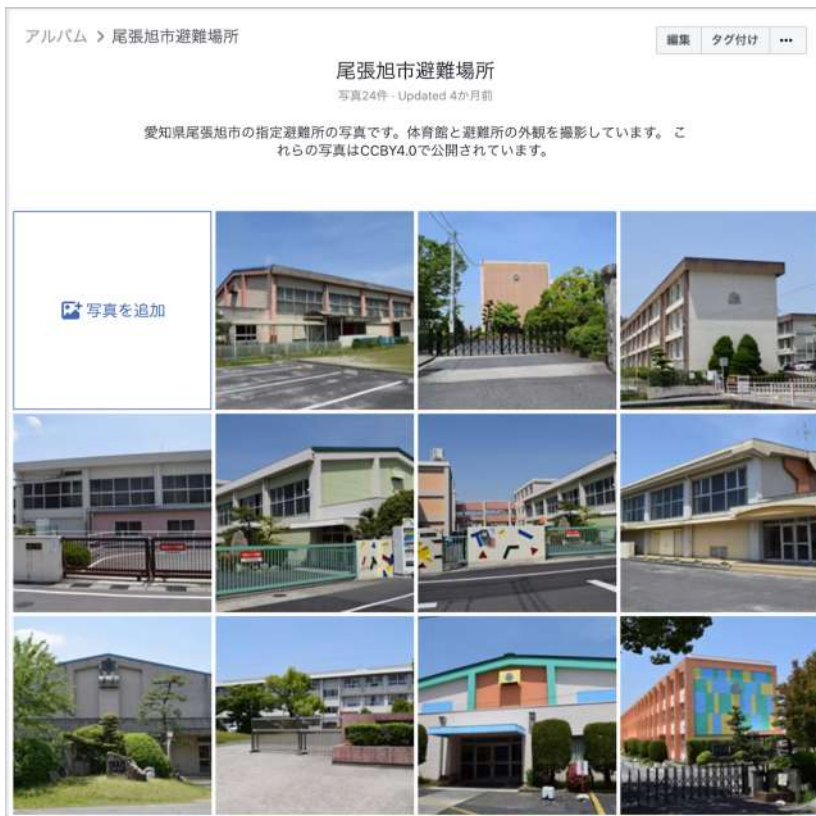 アルバム > 尾張旭市避難場所
編集 タグ付け •••
尾張旭市避難場所
写真24件 · Updated 4か月前
愛知県尾張旭市の指定避難所の写真です。体育館と避難所の外観を撮影しています。 こ
れらの写真はCCBY4.0で公開されています。
写真を追加